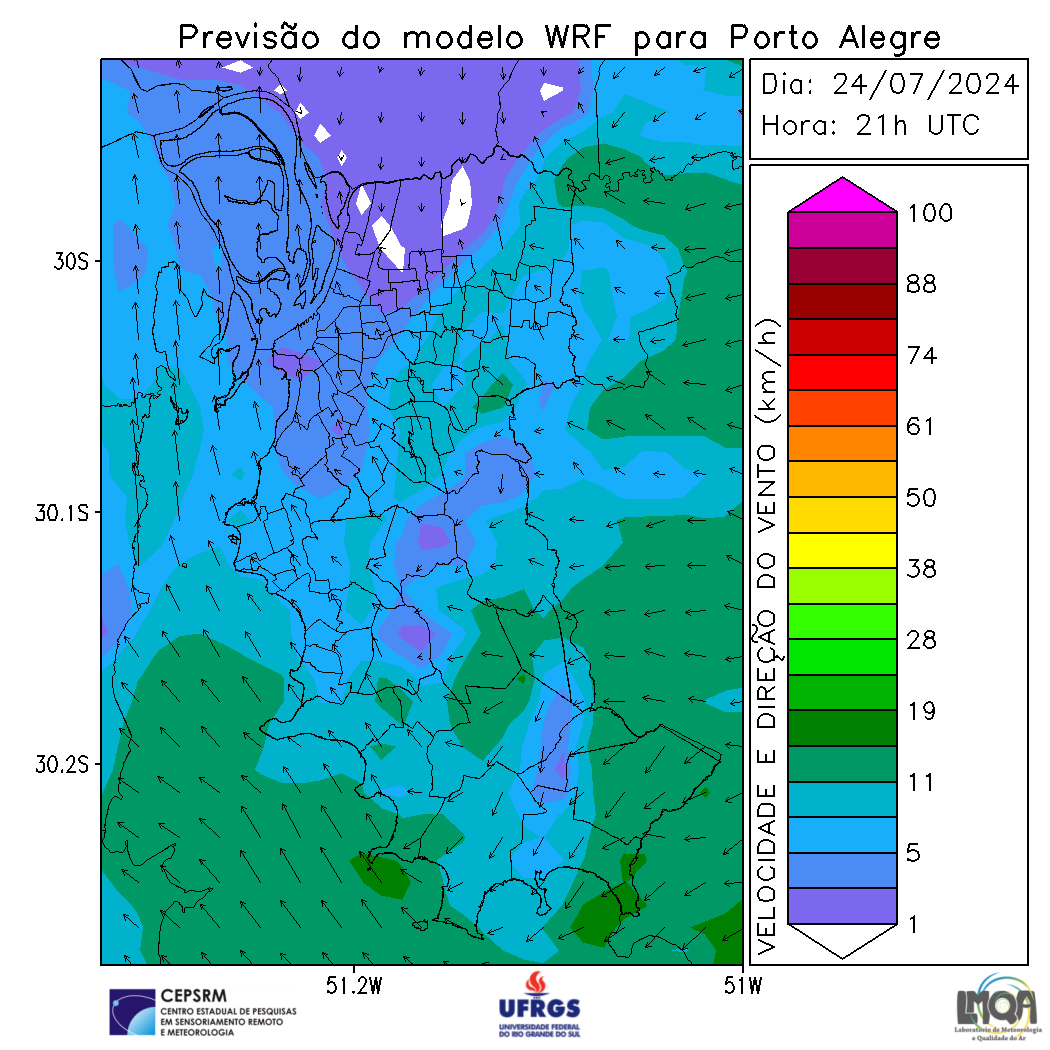 Previsão do modelo WRF para Porto Alegre
Dia: 24/07/2024
Hora: 21h UTC
30S
30.1S
30.2S
51.2W
51W
VELOCIDADE E DIREÇÃO DO VENTO (km/h)
100
88
74
61
50
38
28
19
11
5
1
CEPSRM
CENTRO ESTADUAL DE PESQUISAS
EM SENSORIAMENTO REMOTO
E METEOROLOGIA
UFRGS
UNIVERSIDADE FEDERAL
DO RIO GRANDE DO SUL
LMQA
Laboratório de Meteorologia
e Qualidade do Ar